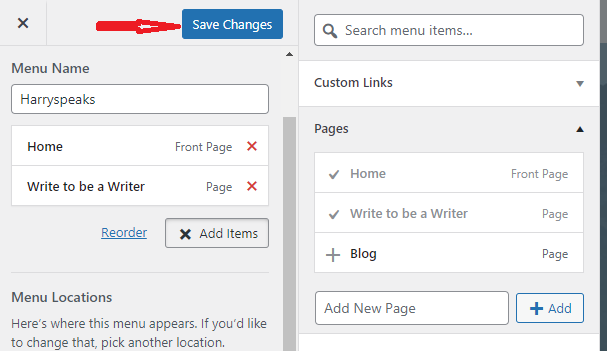 Save Changes
Menu Name
Harryspeaks
Home Front Page
Write to be a Writer Page
Reorder Add Items
Menu Locations
Here's where this menu appears. If you'd like
to change that, pick another location.
Search menu items...
Custom Links
Pages
Home Front Page
Write to be a Writer Page
Blog Page
Add New Page Add